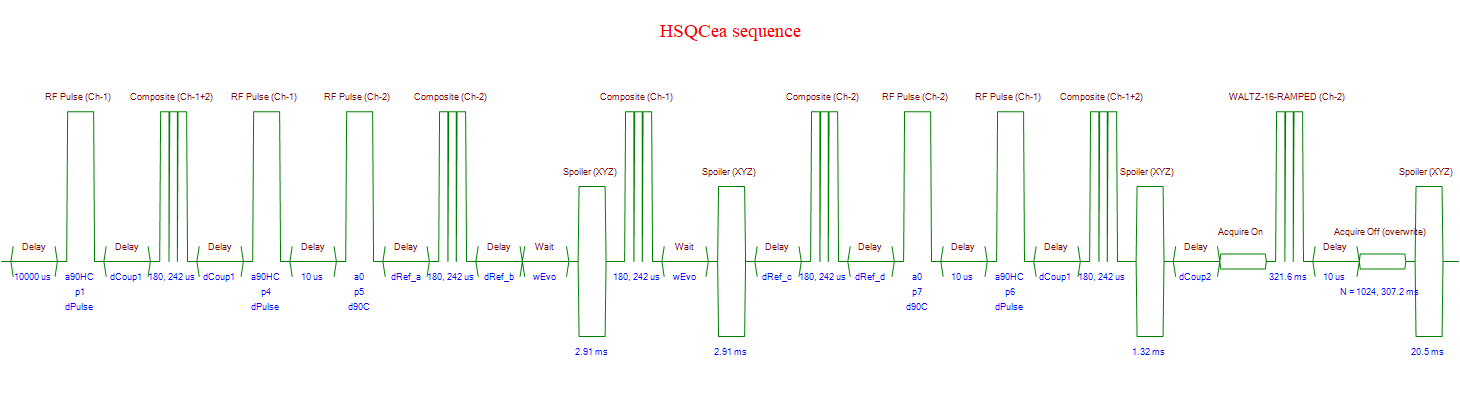 HSQCea sequence
RF Pulse (Ch-1) Composite (Ch-1+2) RF Pulse (Ch-1) RF Pulse (Ch-2) Composite (Ch-2) Composite (Ch-1) Composite (Ch-2) RF Pulse (Ch-2) RF Pulse (Ch-1) Composite (Ch-1+2) WALTZ-16-RAMPED (Ch-2)
Spoiler (XYZ) Spoiler (XYZ) Spoiler (XYZ) Spoiler (XYZ)
Acquire On Acquire Off (overwrite)
Delay Delay Delay Delay Delay Delay Wait Wait Delay Delay Delay Delay Delay Delay
10000 us a90HC dCoup1 180, 242 us dCoup1 a90HC 10 us a0 dRef_a 180, 242 us dRef_b wEvo 180, 242 us wEvo dRef_c 180, 242 us dRef_d a0 10 us a90HC dCoup1 180, 242 us dCoup2 321.6 ms 10 us
p1 p4 p5 p7 p6 N = 1024, 307.2 ms
dPulse dPulse d90C d90C dPulse
2.91 ms 2.91 ms 1.32 ms 20.5 ms